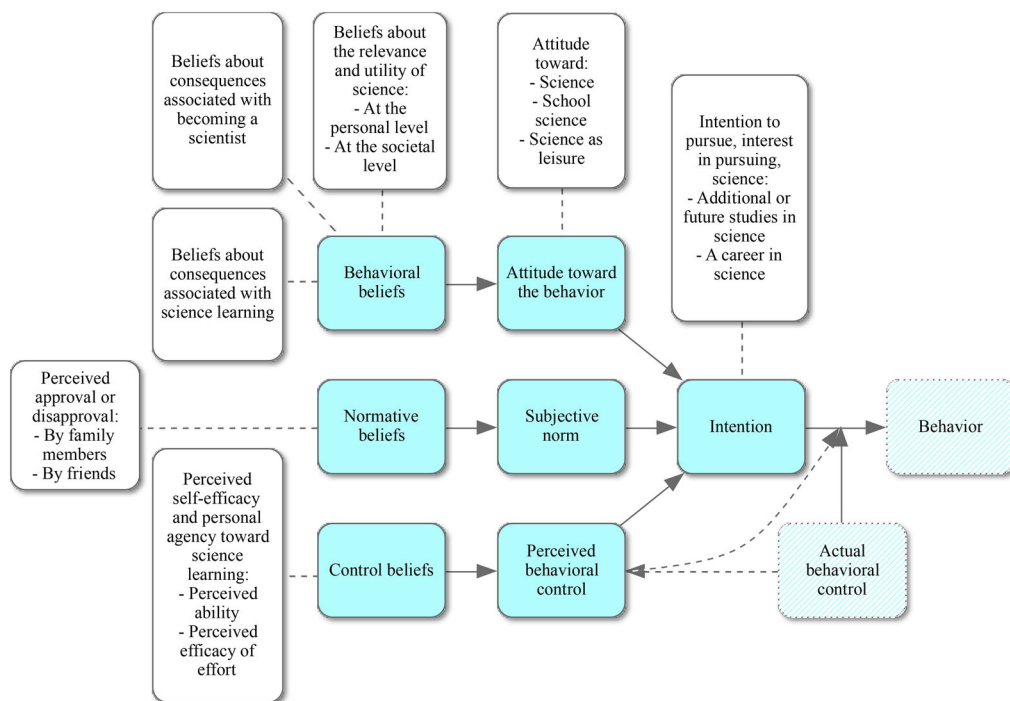 Beliefs about
consequences
associated with
becoming a
scientist
Beliefs about
the relevance
and utility of
science:
- At the
personal level
- At the societal
level
Attitude
toward:
- Science
- School
science
- Science as
leisure
Intention to
pursue, interest
in pursuing,
science:
- Additional or
future studies in
science
- A career in
science
Beliefs about
consequences
associated with
science learning
Behavioral
beliefs
Attitude toward
the behavior
Perceived
approval or
disapproval:
- By family
members
- By friends
Normative
beliefs
Subjective
norm
Intention
Behavior
Perceived
self-efficacy
and personal
agency toward
science
learning:
- Perceived
ability
- Perceived
efficacy of
effort
Control beliefs
Perceived
behavioral
control
Actual
behavioral
control